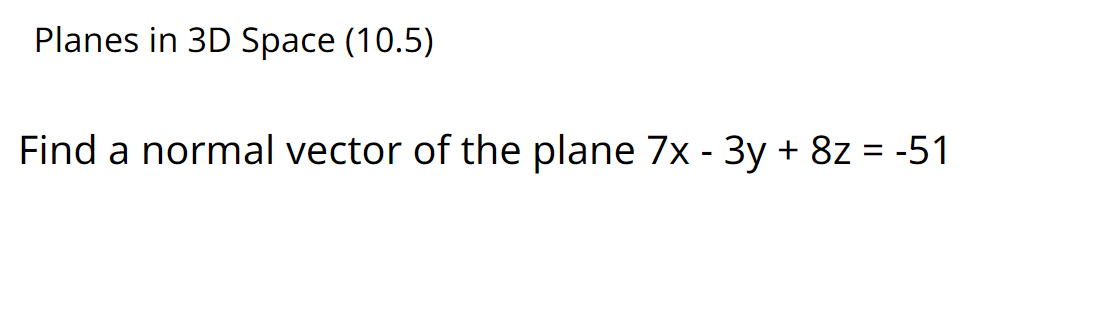 Planes in 3D Space (10.5)
Find a normal vector of the plane 7x - 3y + 8z = -51